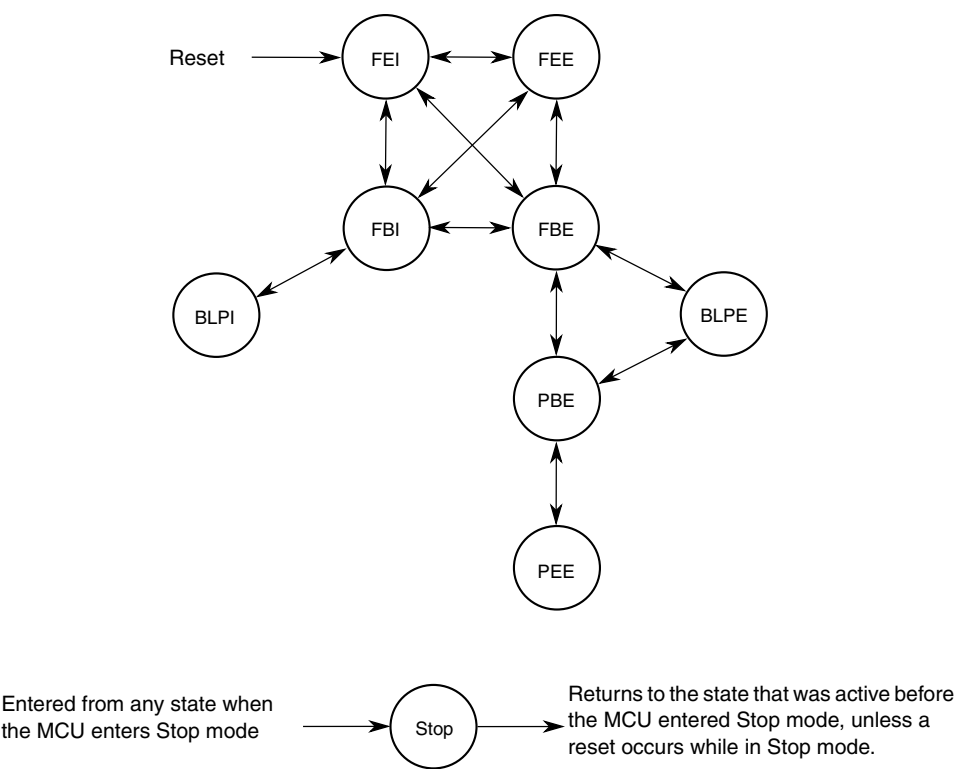 Reset
FEI
FEE
FBI
FBE
BLPI
BLPE
PBE
PEE
Entered from any state when
the MCU enters Stop mode
Stop
Returns to the state that was active before
the MCU entered Stop mode, unless a
reset occurs while in Stop mode.